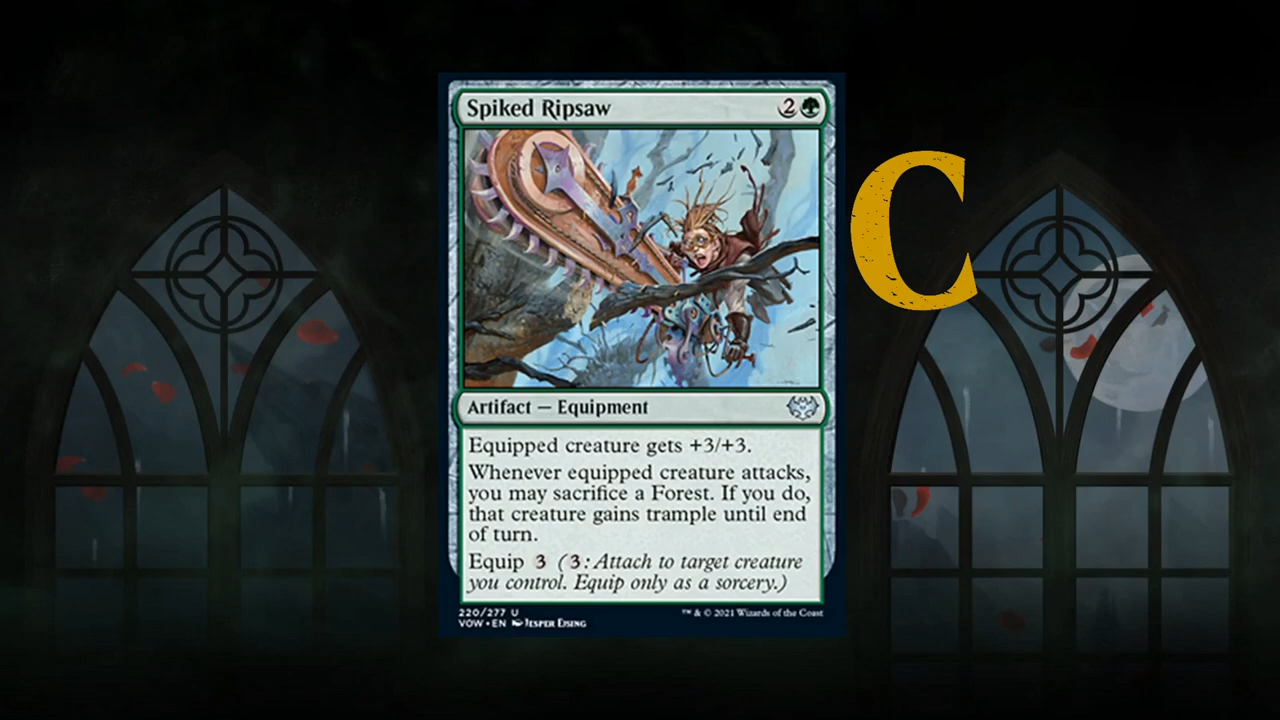 Spiked Ripsaw 2
C
Artifact — Equipment
Equipped creature gets +3/+3.
Whenever equipped creature attacks,
you may sacrifice a Forest. If you do,
that creature gains trample until end
of turn.
Equip 3 (3: Attach to target creature
you control. Equip only as a sorcery.)
220/277 U
VOW • EN Jesper Ejsing
™ & © 2021 Wizards of the Coast